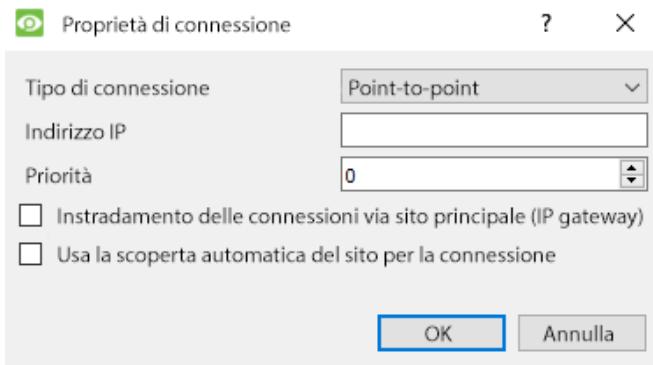 Proprietà di connessione ?
Tipo di connessione Point-to-point
Indirizzo IP
Priorità 0
Instradamento delle connessioni via sito principale (IP gateway)
Usa la scoperta automatica del sito per la connessione
OK Annulla